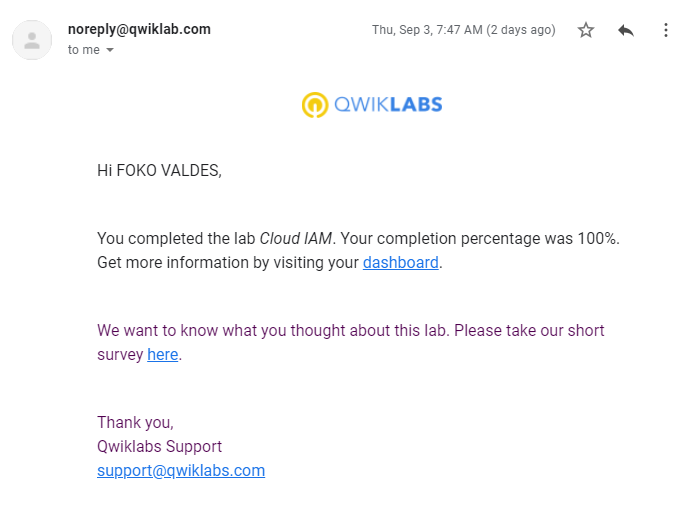 noreply@qwiklab.com
Thu, Sep 3, 7:47 AM (2 days ago)
to me
QWIKLABS
Hi FOKO VALDES,
You completed the lab Cloud IAM. Your completion percentage was 100%.
Get more information by visiting your dashboard.
We want to know what you thought about this lab. Please take our short
survey here.
Thank you,
Qwiklabs Support
support@qwiklabs.com